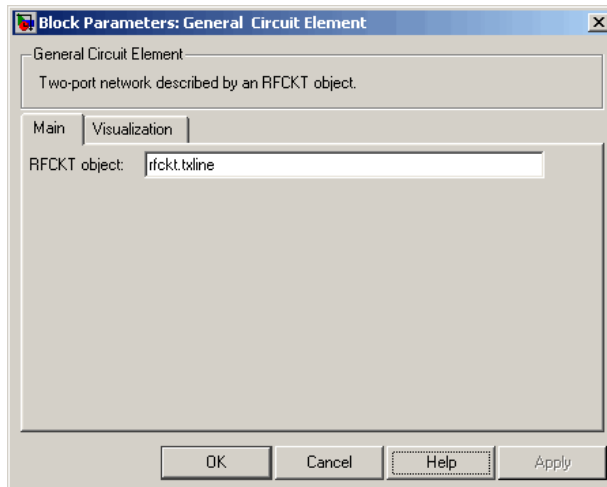 Block Parameters: General Circuit Element
General Circuit Element
Two-port network described by an RFCKT object.
Main Visualization
RFCKT object: rfckt.txline
OK Cancel Help Apply